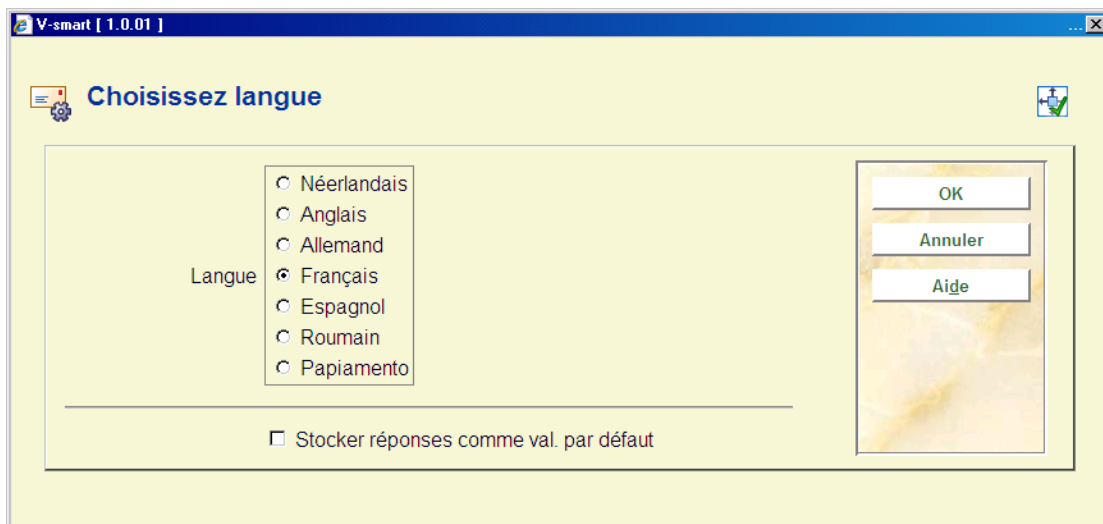 V-smart [ 1.0.01 ]
...
Choisissez langue
Néerlandais
Anglais
Allemand
Langue
Français
Espagnol
Roumain
Papiamento
Stocker réponses comme val. par défaut
OK
Annuler
Aide